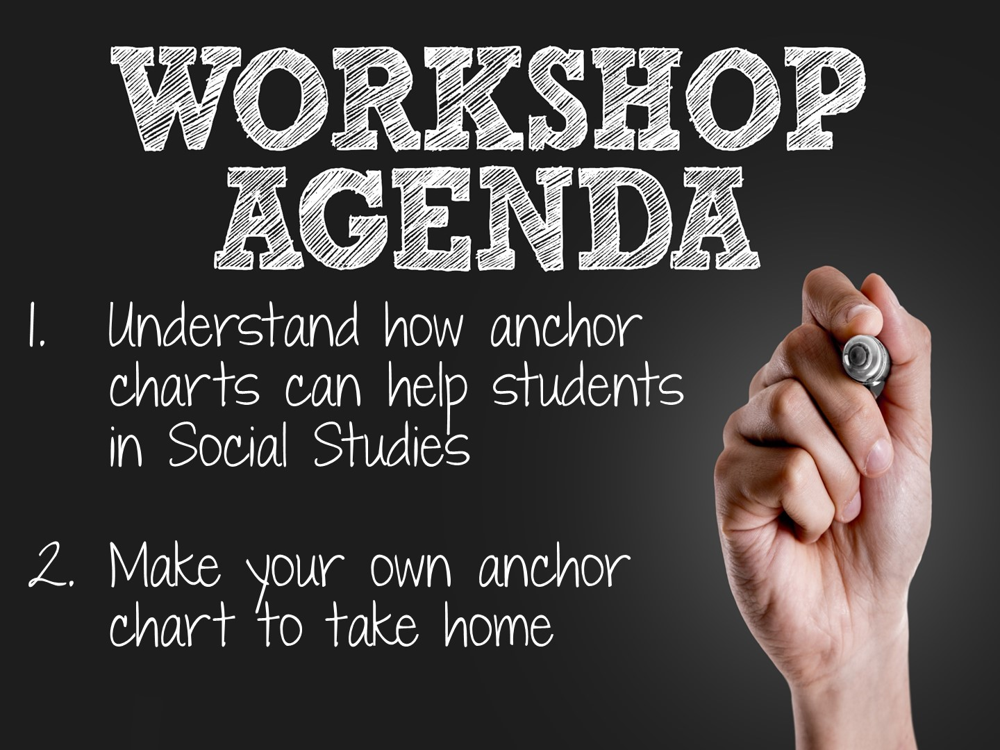 WORKSHOP
AGENDA
1. Understand how anchor
charts can help students
in Social Studies
2. Make your own anchor
chart to take home